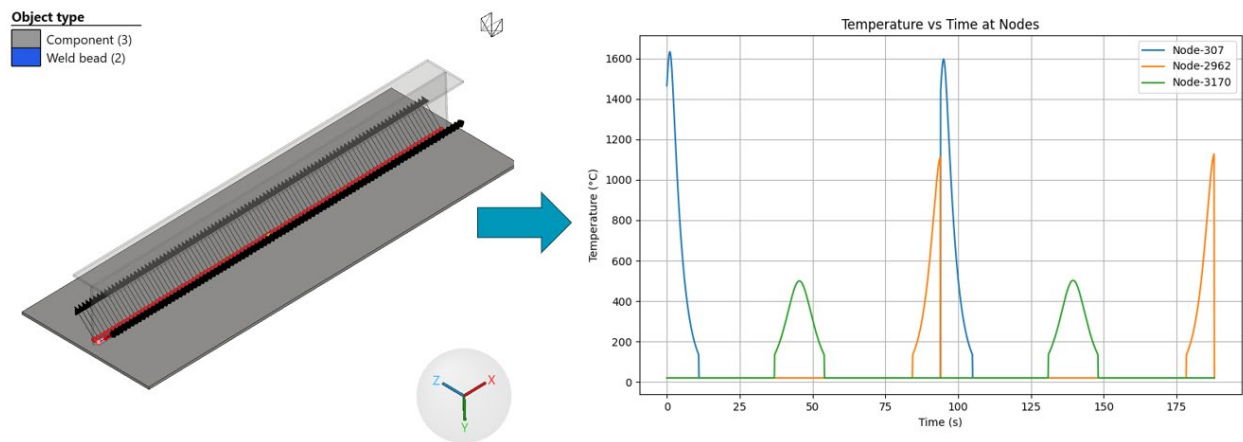 Object type
Component (3)
Weld bead (2)
Z
X
Y
Temperature vs Time at Nodes
Temperature (°C)
1600
1400
1200
1000
800
600
400
200
0
Node-307
Node-2962
Node-3170
0
25
50
75
100
125
150
175
Time (s)